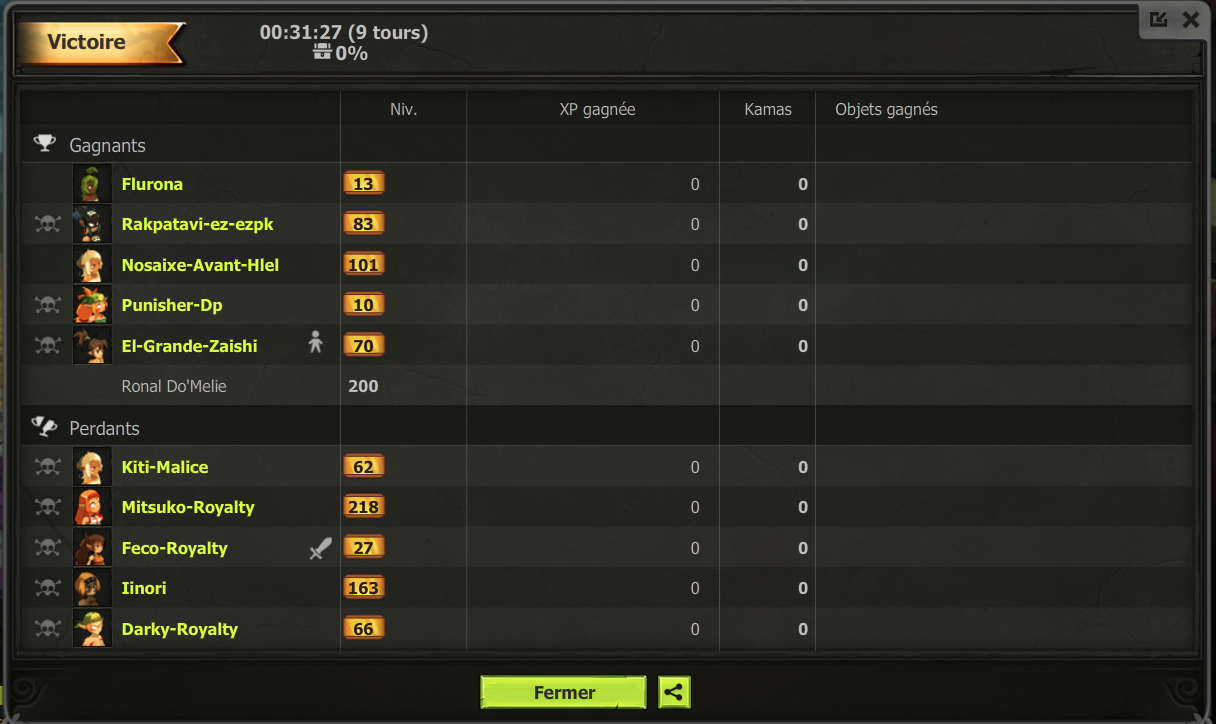 Victoire
00:31:27 (9 tours)
0%
Niv. XP gagnée Kamas Objets gagnés
Gagnants
Flurona 13 0 0
Rakpatavi-ez-ezpk 83 0 0
Nosaixe-Avant-Hlel 101 0 0
Punisher-Dp 10 0 0
El-Grande-Zaishi 70 0 0
Ronal Do'Melie 200
Perdants
Kiti-Malice 62 0 0
Mitsuko-Royalty 218 0 0
Feco-Royalty 27 0 0
Iinori 163 0 0
Darky-Royalty 66 0 0
Fermer